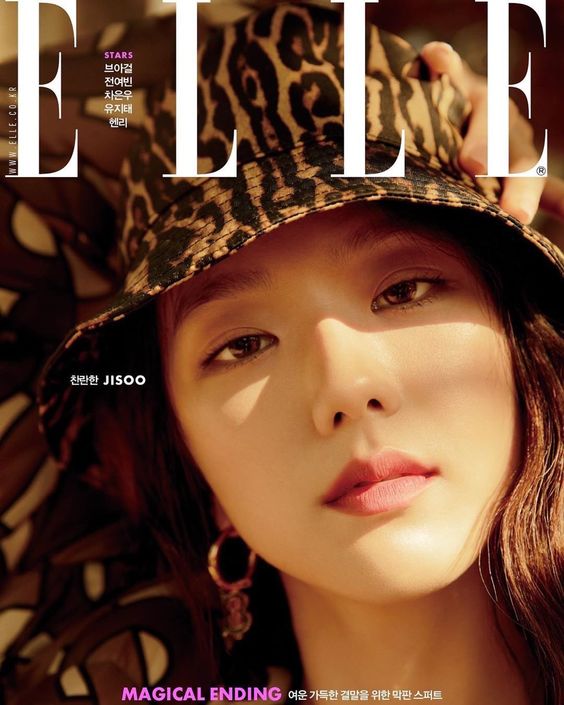 ELLE
WWW.ELLE.CO.KR
STARS
브아걸
전여빈
차은우
유지태
헨리
찬란한 JISOO
MAGICAL ENDING 여운 가득한 결말을 위한 막판 스퍼트